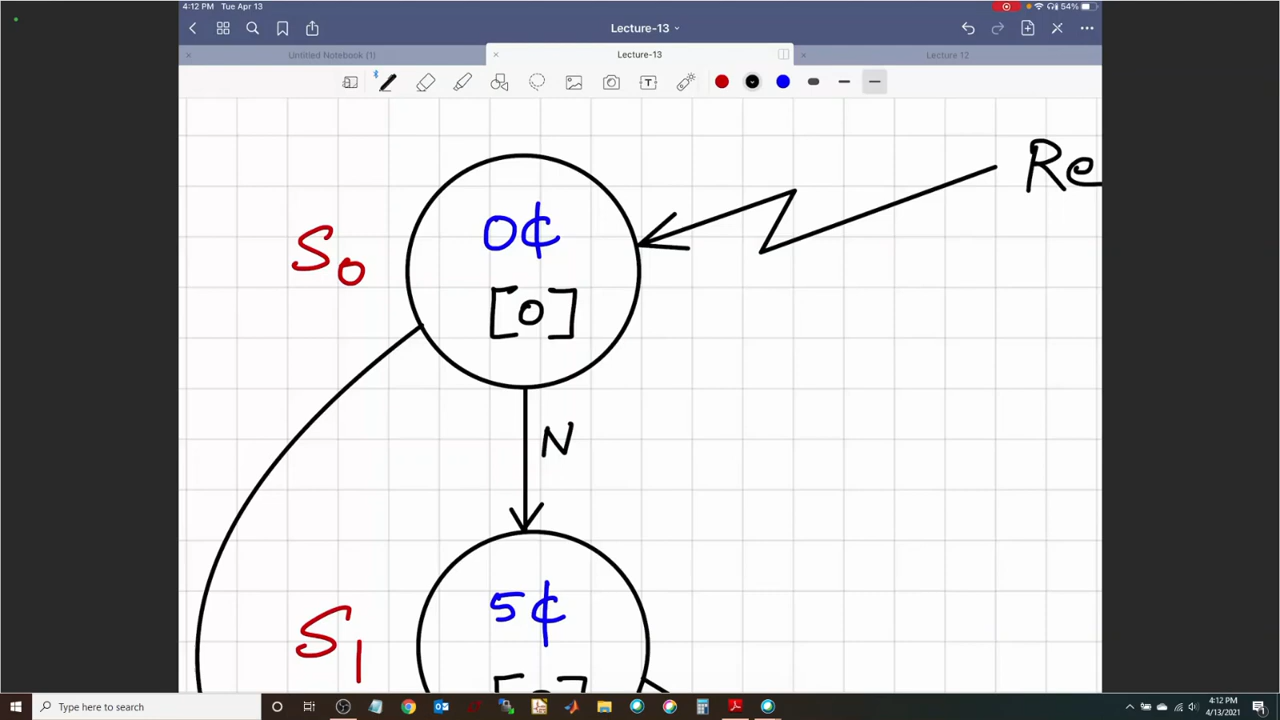 4:12 PM Tue Apr 13
54%
Lecture-13
Untitled Notebook (1)
Lecture-13
Lecture 12
T
Re
S0
0¢
[0]
N
S1
5¢
Type here to search
4:12 PM
4/13/2021